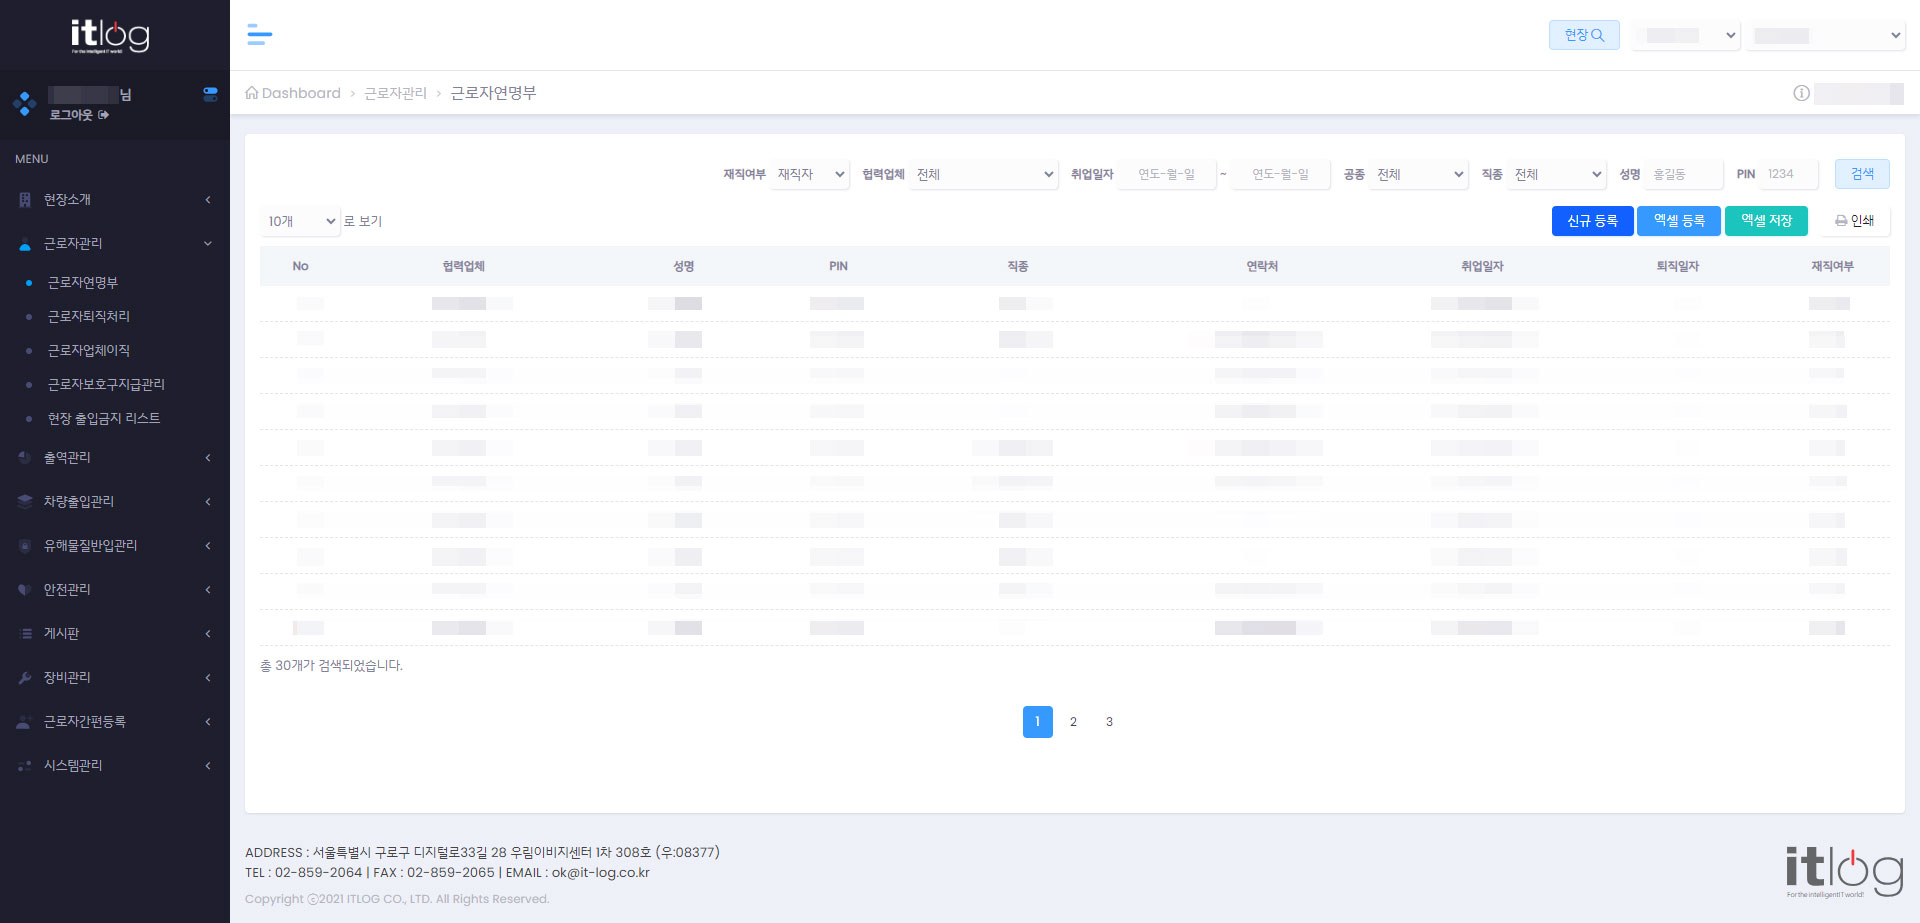 itlog
For the intelligent IT world!
님
로그아웃
MENU
현장소개
근로자관리
근로자연명부
근로자퇴직처리
근로자업체이직
근로자보호구지급관리
현장 출입금지 리스트
출역관리
차량출입관리
유해물질반입관리
안전관리
게시판
장비관리
근로자간편등록
시스템관리
현장
Dashboard > 근로자관리 > 근로자연명부
재직여부 재직자 협력업체 전체 취업일자 연도-월-일 ~ 연도-월-일 공종 전체 직종 전체 성명 홍길동 PIN 1234 검색
10개 로 보기 신규 등록 엑셀 등록 엑셀 저장 인쇄
No 협력업체 성명 PIN 직종 연락처 취업일자 퇴직일자 재직여부
총 30개가 검색되었습니다.
1 2 3
ADDRESS : 서울특별시 구로구 디지털로33길 28 우림이비지센터 1차 308호 (우:08377)
TEL : 02-859-2064 | FAX : 02-859-2065 | EMAIL : ok@it-log.co.kr
Copyright ⓒ2021 ITLOG CO., LTD. All Rights Reserved.
itlog
For the intelligent IT world!